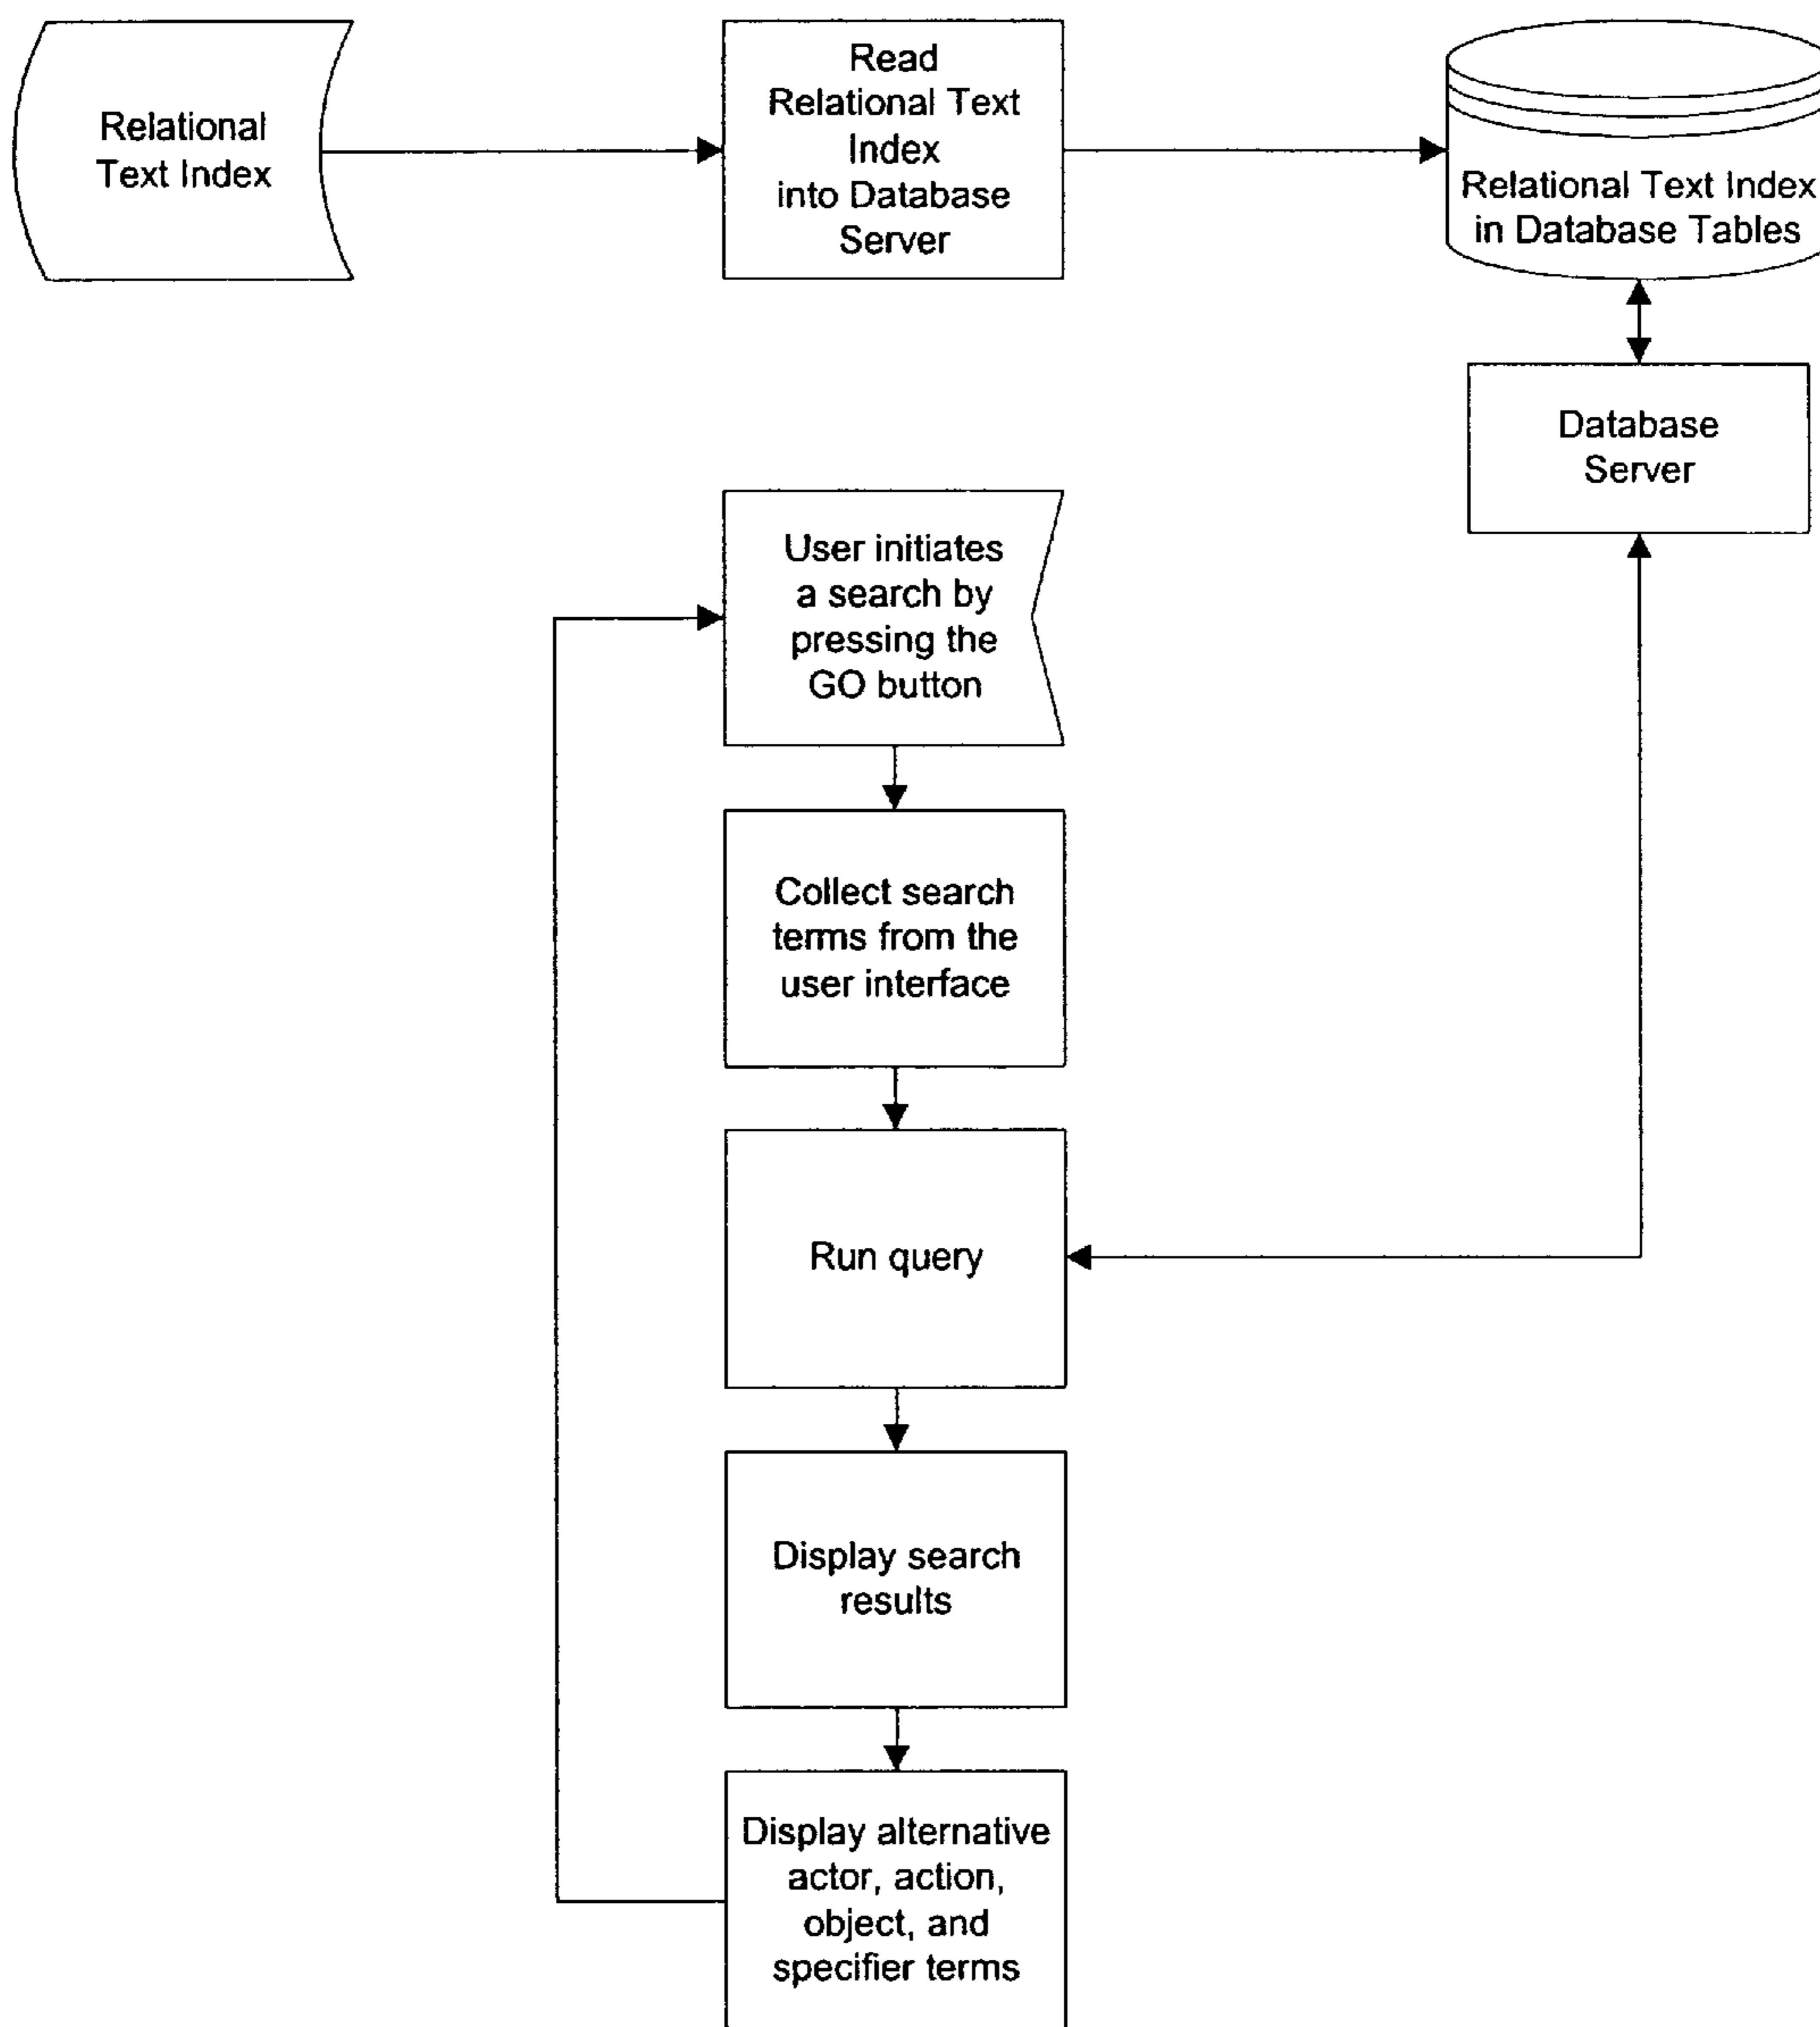 Relational
Text Index
Read
Relational Text
Index
into Database
Server
Relational Text Index
in Database Tables
Database
Server
User initiates
a search by
pressing the
GO button
Collect search
terms from the
user interface
Run query
Display search
results
Display alternative
actor, action,
object, and
specifier terms